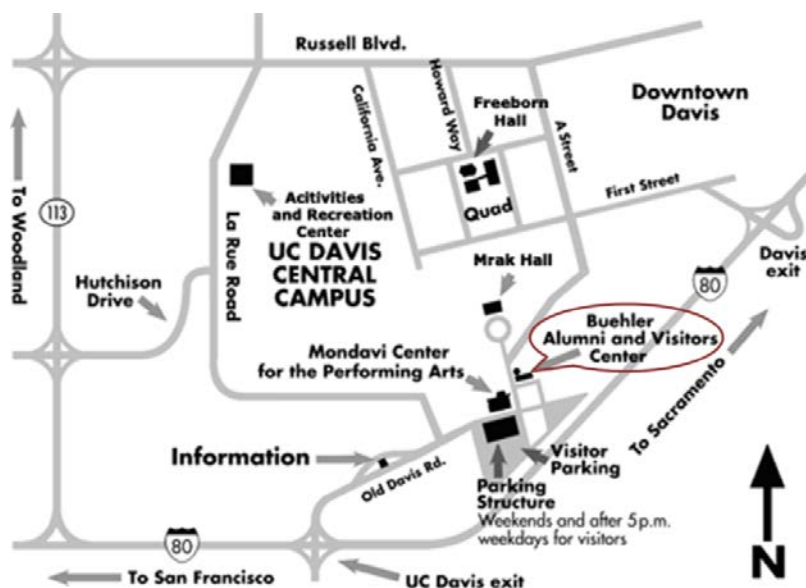 Russell Blvd.
Howard Way
California Ave.
Freeborn
Hall
A Street
Downtown
Davis
To Woodland
113
Acitivities
and Recreation
Center
Quad
First Street
La Rue Road
UC DAVIS
CENTRAL
CAMPUS
Mrak Hall
Davis
exit
80
Hutchison
Drive
Buehler
Alumni and Visitors
Center
Mondavi Center
for the Performing Arts
To Sacramento
Information
Old Davis Rd.
Visitor
Parking
Parking
Structure
Weekends and after 5p.m.
weekdays for visitors
80
N
To San Francisco
UC Davis exit